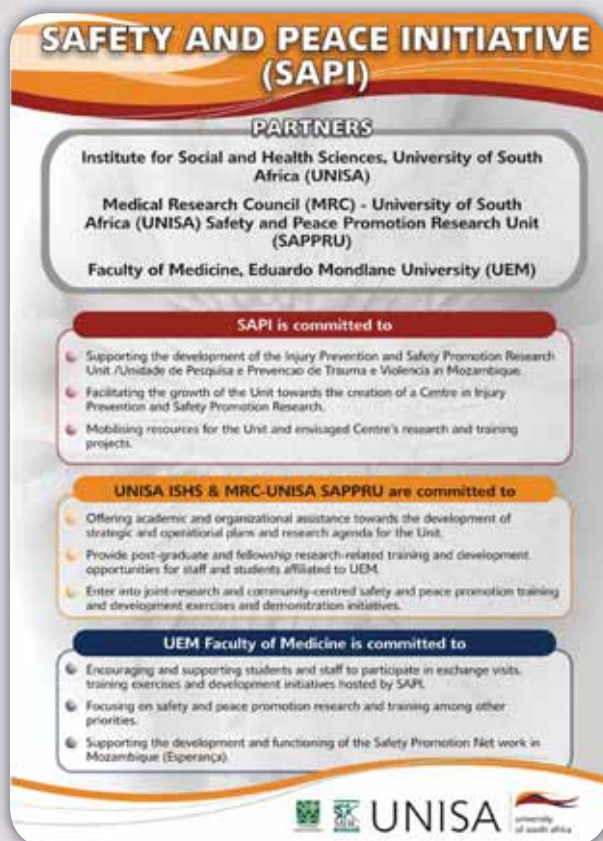 SAFETY AND PEACE INITIATIVE
(SAPI)
PARTNERS
Institute for Social and Health Sciences, University of South
Africa (UNISA)
Medical Research Council (MRC) - University of South
Africa (UNISA) Safety and Peace Promotion Research Unit
(SAPPRU)
Faculty of Medicine, Eduardo Mondlane University (UEM)
SAPI is committed to
Supporting the development of the Injury Prevention and Safety Promotion Research
Unit /Unidade de Pesquisa e Prevencao de Trauma e Violencia in Mozambique.
Facilitating the growth of the Unit towards the creation of a Centre in Injury
Prevention and Safety Promotion Research.
Mobilising resources for the Unit and envisaged Centre's research and training
projects.
UNISA ISHS & MRC-UNISA SAPPRU are committed to
Offering academic and organizational assistance towards the development of
strategic and operational plans and research agenda for the Unit.
Provide post-graduate and fellowship research-related training and development
opportunities for staff and students affiliated to UEM.
Enter into joint-research and community-centred safety and peace promotion training
and development exercises and demonstration initiatives.
UEM Faculty of Medicine is committed to
Encouraging and supporting students and staff to participate in exchange visits,
training exercises and development initiatives hosted by SAPI.
Focusing on safety and peace promotion research and training among other
priorities.
Supporting the development and functioning of the Safety Promotion Net work in
Mozambique (Esperança).
UNISA
university
of south africa